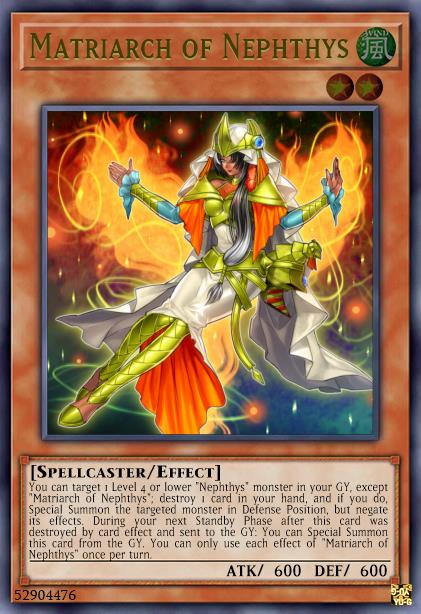 MATRIARCH OF NEPHTHYS
WIND
風
[SPELLCASTER/EFFECT]
You can target 1 Level 4 or lower "Nephthys" monster in your GY, except
"Matriarch of Nephthys"; destroy 1 card in your hand, and if you do,
Special Summon the targeted monster in Defense Position, but negate
its effects. During your next Standby Phase after this card was
destroyed by card effect and sent to the GY: You can Special Summon
this card from the GY. You can only use each effect of "Matriarch of
Nephthys" once per turn.
ATK/ 600 DEF/ 600
52904476